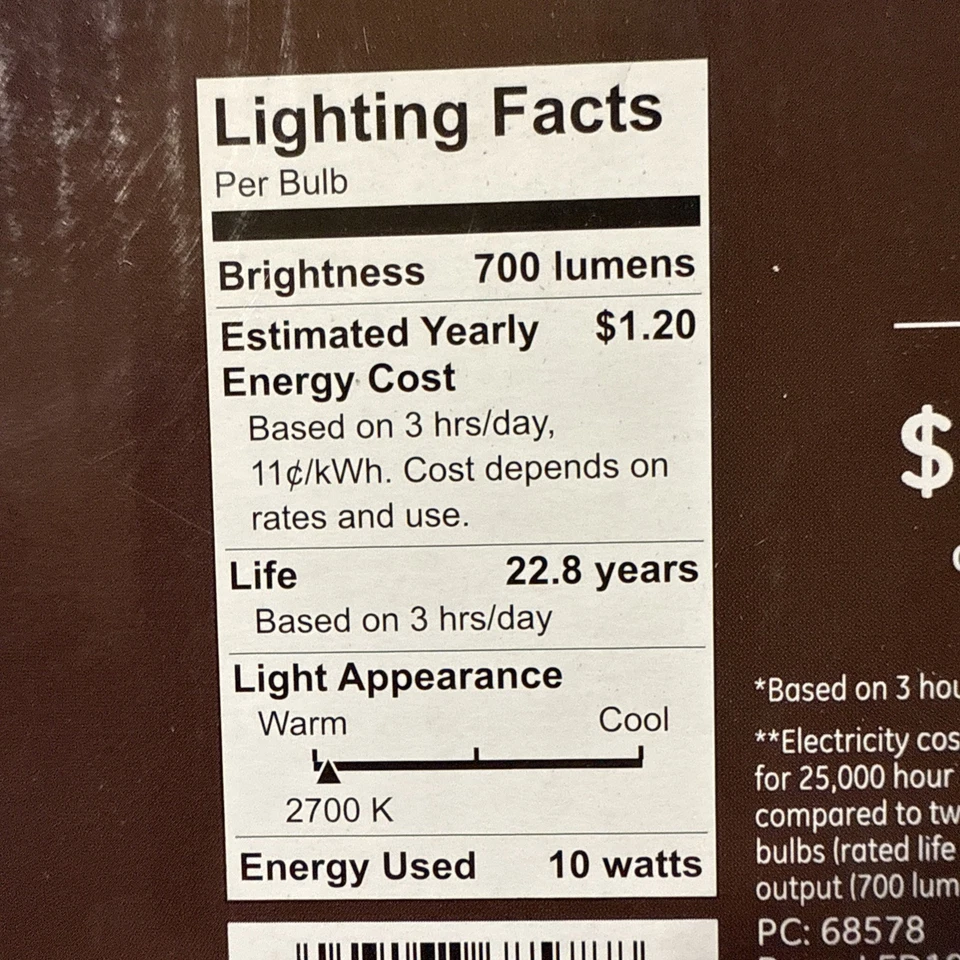 Lighting Facts
Per Bulb
Brightness 700 lumens
Estimated Yearly $1.20
Energy Cost
Based on 3 hrs/day,
11¢/kWh. Cost depends on
rates and use.
Life 22.8 years
Based on 3 hrs/day
Light Appearance
Warm Cool
2700 K
Energy Used 10 watts
$
*Based on 3 hou
**Electricity cos
for 25,000 hour
compared to tw
bulbs (rated life
output (700 lum
PC: 68578